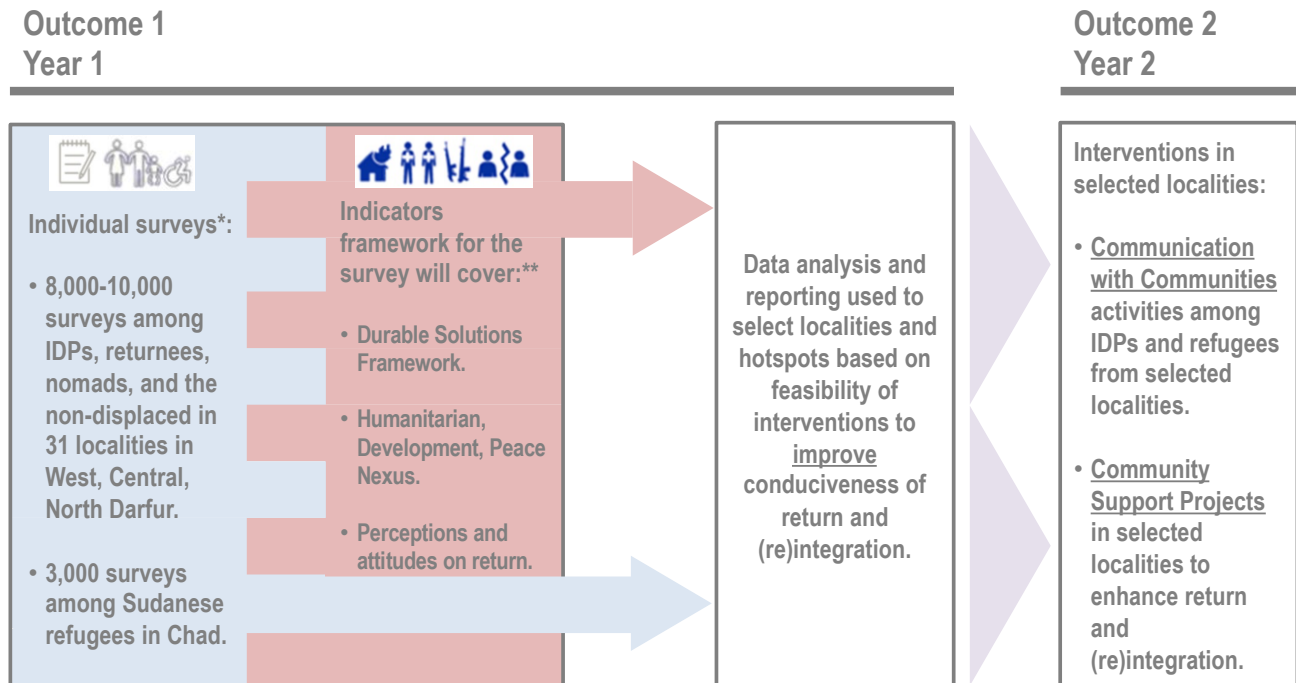 Outcome 1
Year 1
Individual surveys*:
• 8,000-10,000
surveys among
IDPs, returnees,
nomads, and the
non-displaced in
31 localities in
West, Central,
North Darfur.
• 3,000 surveys
among Sudanese
refugees in Chad.
Indicators
framework for the
survey will cover:**
• Durable Solutions
Framework.
• Humanitarian,
Development, Peace
Nexus.
• Perceptions and
attitudes on return.
Data analysis and
reporting used to
select localities and
hotspots based on
feasibility of
interventions to
improve
conduciveness of
return and
(re)integration.
Outcome 2
Year 2
Interventions in
selected localities:
• Communication
with Communities
activities among
IDPs and refugees
from selected
localities.
• Community
Support Projects
in selected
localities to
enhance return
and
(re)integration.